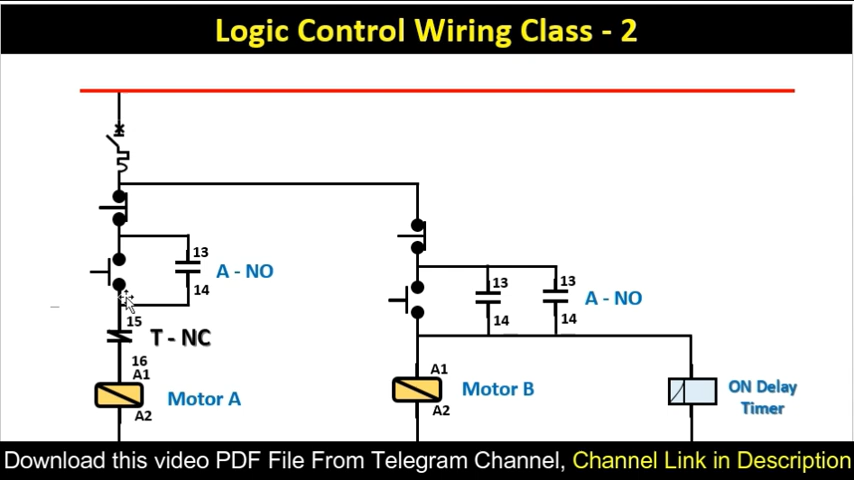 Logic Control Wiring Class - 2
13
A - NO
14
15
T - NC
16
A1
Motor A
A2
13
13
A - NO
14
14
A1
Motor B
A2
ON Delay
Timer
Download this video PDF File From Telegram Channel, Channel Link in Description